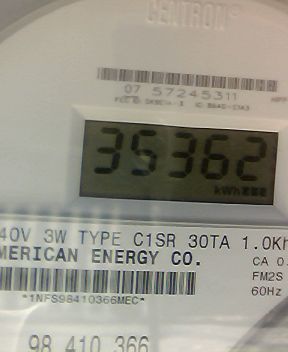 CENTRON®
07 57245311
35362
kWh
40V 3W TYPE C1SR 30TA 1.0Kh
MERICAN ENERGY CO.
CA 0.
FM2S
*1NFS98410366MEC*
60Hz
98 410 366